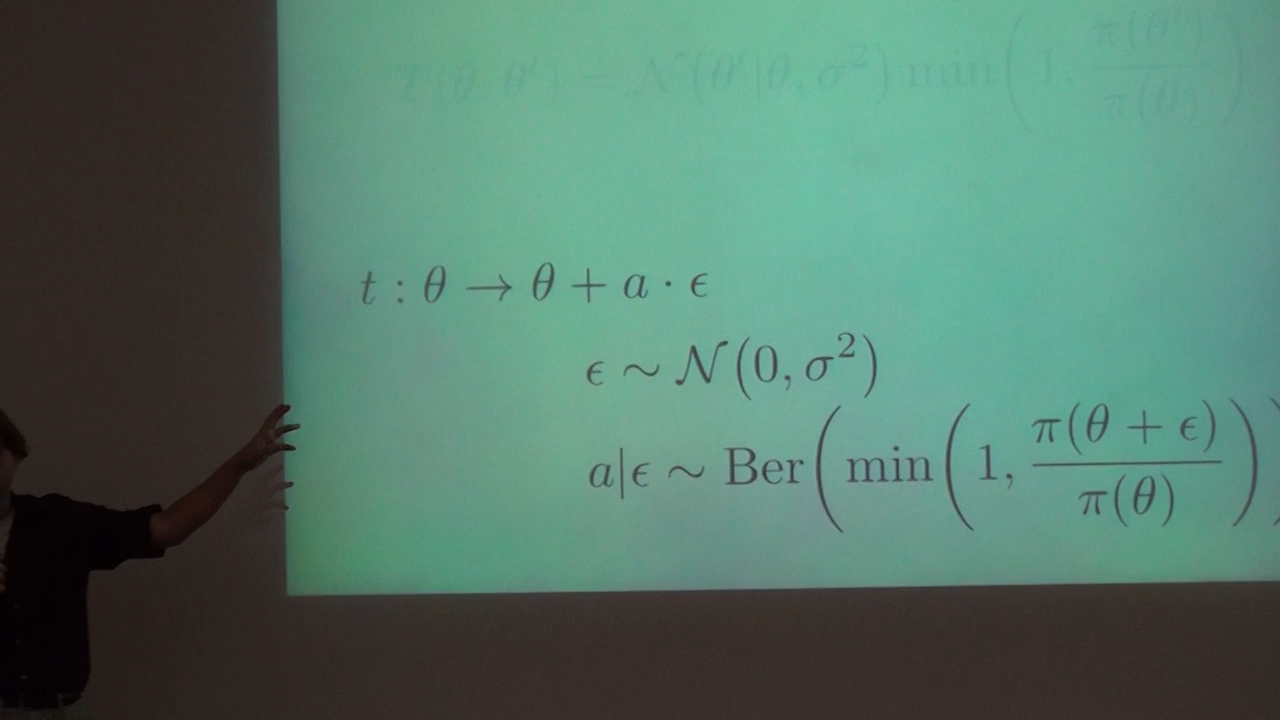 T(θ, θ′) = 𝒩(θ′|θ, σ²) min(1, π(θ′)/π(θ))
t : θ → θ + a · ϵ
ϵ ∼ 𝒩(0, σ²)
a|ϵ ∼ Ber(min(1, π(θ + ϵ)/π(θ)))